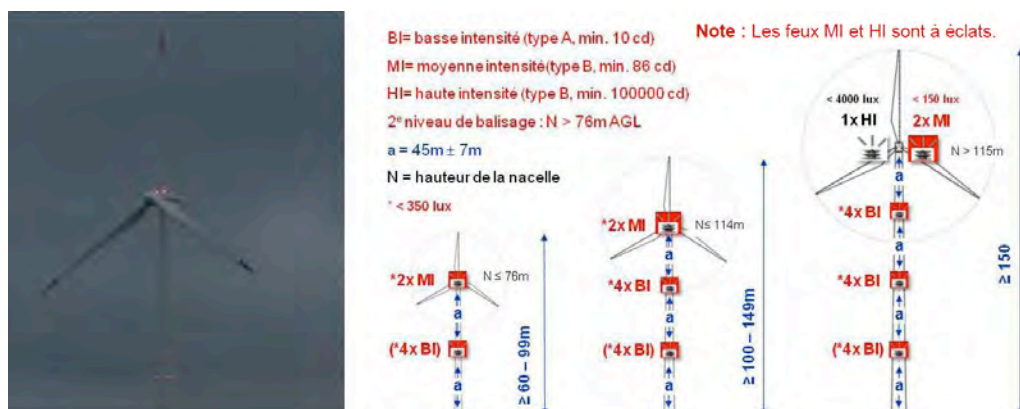 BI= basse intensité (type A, min. 10 cd)
MI= moyenne intensité(type B, min. 86 cd)
HI= haute intensité (type B, min. 100000 cd)
2e niveau de balisage : N > 76m AGL
a = 45m ± 7m
N = hauteur de la nacelle
* < 350 lux
Note : Les feux MI et HI sont à éclats.
*2x MI
N ≤ 76m
a
(*4x BI)
a
≥ 60 – 99m
*2x MI
N≤ 114m
a
*4x BI
a
(*4x BI)
a
≥ 100 – 149m
< 4000 lux
< 150 lux
1x HI
2x MI
N > 115m
a
*4x BI
a
*4x BI
a
(*4x BI)
a
≥ 150